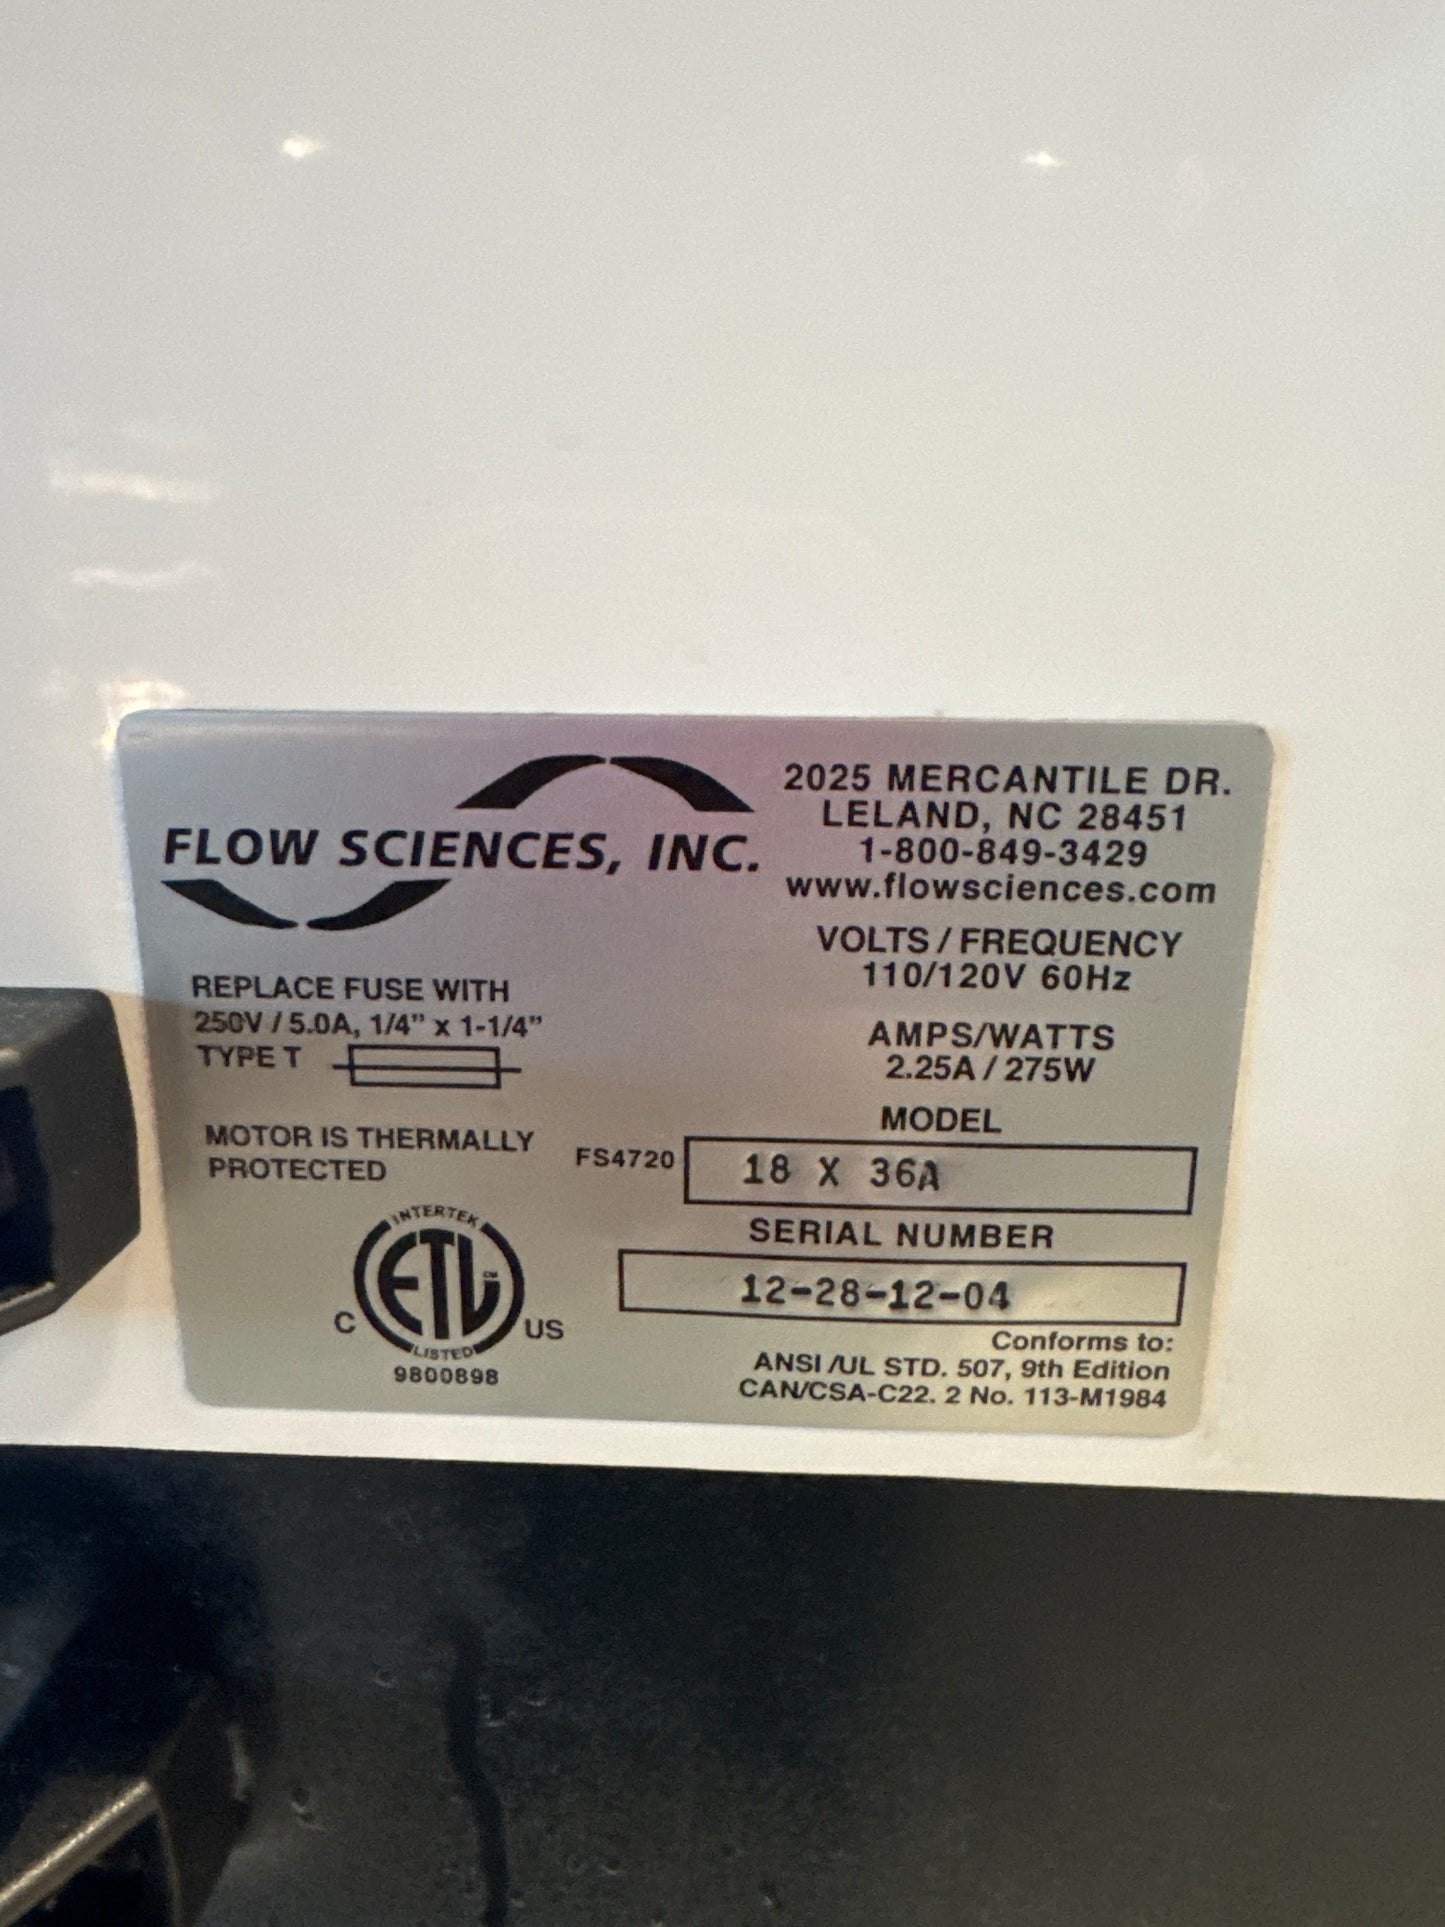 FLOW SCIENCES, INC.
2025 MERCANTILE DR.
LELAND, NC 28451
1-800-849-3429
www.flowsciences.com
VOLTS / FREQUENCY
110/120V 60Hz
REPLACE FUSE WITH
250V / 5.0A, 1/4" x 1-1/4"
TYPE T
AMPS/WATTS
2.25A / 275W
MOTOR IS THERMALLY
PROTECTED
MODEL
FS4720 18 X 36A
SERIAL NUMBER
12-28-12-04
INTERTEK
ETL CM
C US
LISTED
9800898
Conforms to:
ANSI /UL STD. 507, 9th Edition
CAN/CSA-C22. 2 No. 113-M1984